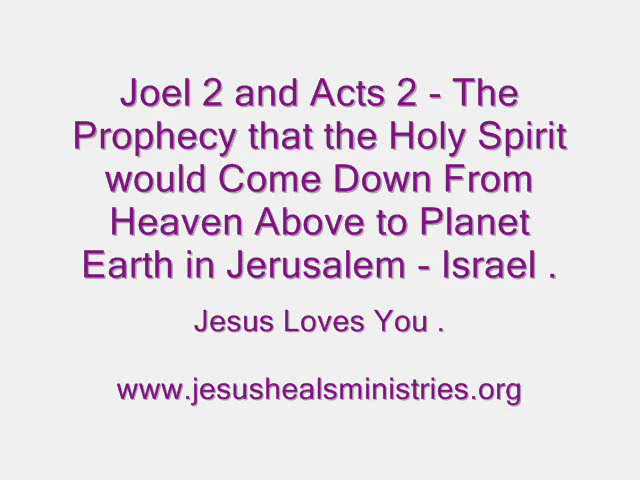 Joel 2 and Acts 2 - The
Prophecy that the Holy Spirit
would Come Down From
Heaven Above to Planet
Earth in Jerusalem - Israel .
Jesus Loves You .
www.jesushealsministries.org